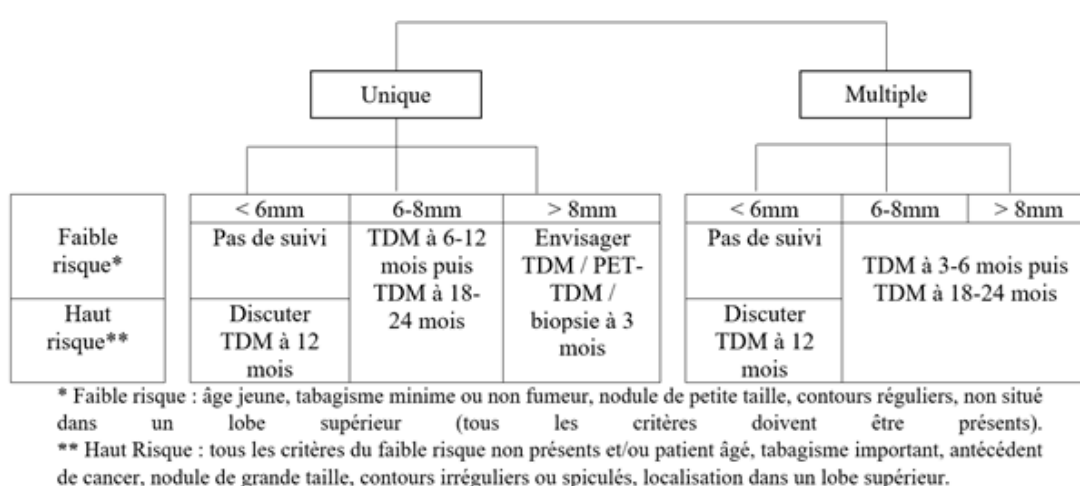 Unique
Multiple
< 6mm
6-8mm
> 8mm
< 6mm
6-8mm
> 8mm
Faible
risque*
Pas de suivi
TDM à 6-12
mois puis
TDM à 18-
24 mois
Envisager
TDM / PET-
TDM /
biopsie à 3
mois
Pas de suivi
TDM à 3-6 mois puis
TDM à 18-24 mois
Haut
risque**
Discuter
TDM à 12
mois
Discuter
TDM à 12
mois
* Faible risque : âge jeune, tabagisme minime ou non fumeur, nodule de petite taille, contours réguliers, non situé
dans un lobe supérieur (tous les critères doivent être présents).
** Haut Risque : tous les critères du faible risque non présents et/ou patient âgé, tabagisme important, antécédent
de cancer, nodule de grande taille, contours irréguliers ou spiculés, localisation dans un lobe supérieur.